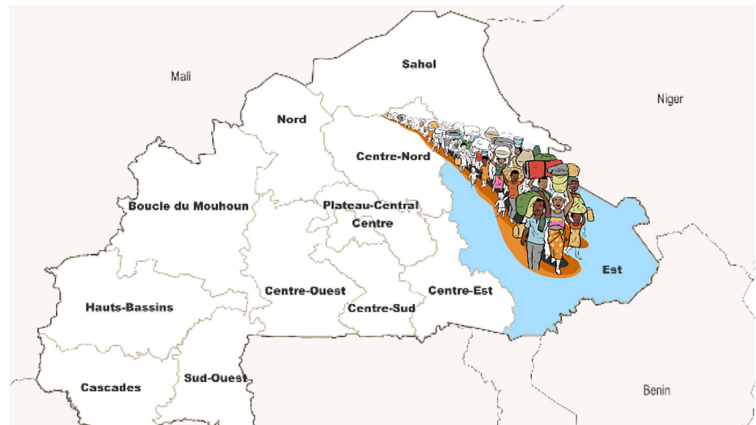 Sahel
Mali
Niger
Nord
Centre-Nord
Boucle du Mouhoun
Plateau-Central
Centre
Est
Centre-Ouest
Centre-Est
Hauts-Bassins
Centre-Sud
Sud-Ouest
Cascades
Benin